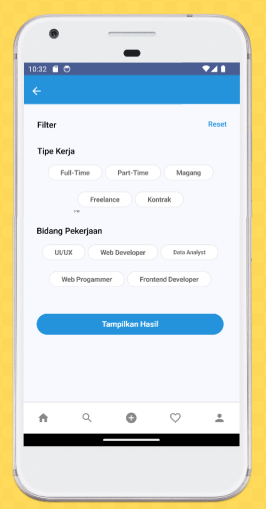 10:32
Filter
Reset
Tipe Kerja
Full-Time
Part-Time
Magang
Freelance
Kontrak
Bidang Pekerjaan
UI/UX
Web Developer
Data Analyst
Web Progammer
Frontend Developer
Tampilkan Hasil